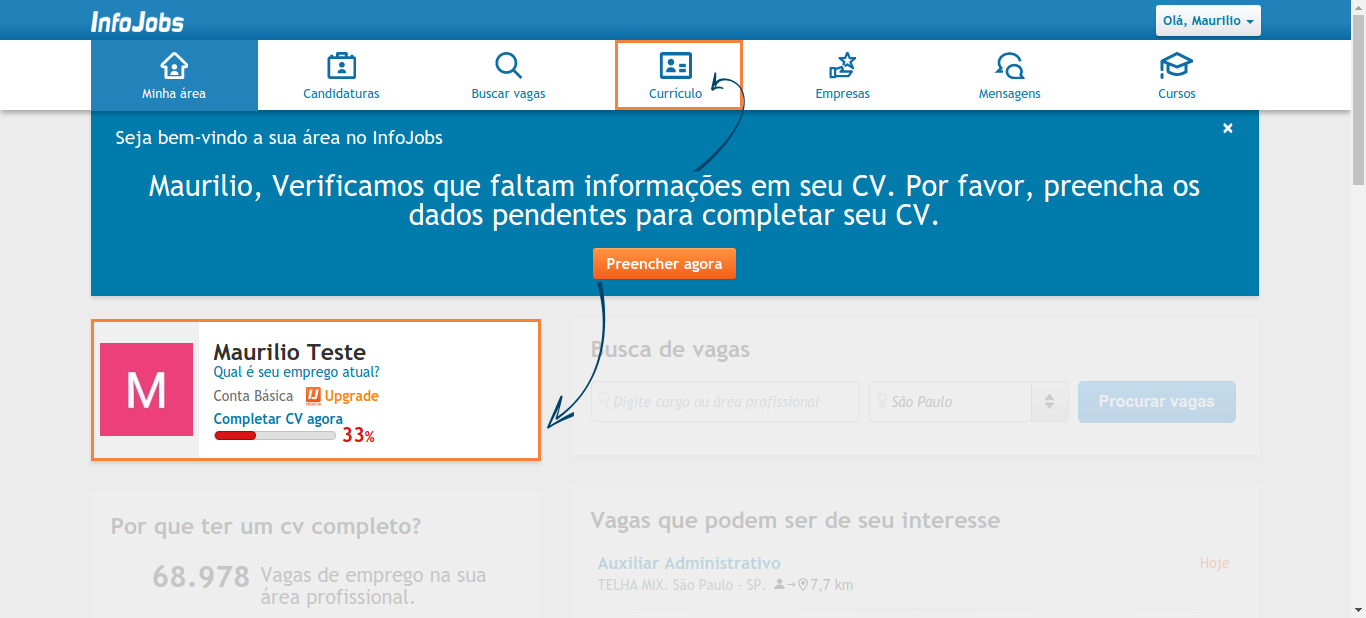 InfoJobs
Olá, Maurilio
Minha área
Candidaturas
Buscar vagas
Currículo
Empresas
Mensagens
Cursos
Seja bem-vindo a sua área no InfoJobs
×
Maurilio, Verificamos que faltam informações em seu CV. Por favor, preencha os
dados pendentes para completar seu CV.
Preencher agora
M
Maurilio Teste
Qual é seu emprego atual?
Conta Básica Upgrade
Completar CV agora
33%
Busca de vagas
Digite cargo ou área profissional
São Paulo
Procurar vagas
Por que ter um cv completo?
68.978 Vagas de emprego na sua
área profissional.
Vagas que podem ser de seu interesse
Auxiliar Administrativo
Hoje
TELHA MIX. São Paulo - SP. 7,7 km